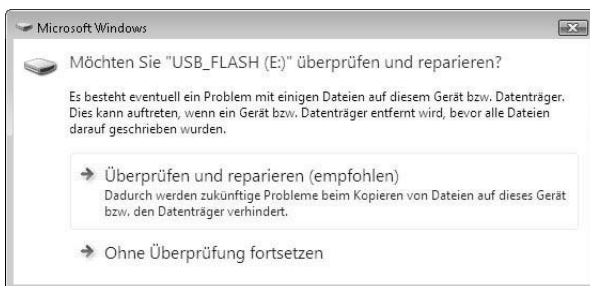 Microsoft Windows
Möchten Sie "USB_FLASH (E:)" überprüfen und reparieren?
Es besteht eventuell ein Problem mit einigen Dateien auf diesem Gerät bzw. Datenträger.
Dies kann auftreten, wenn ein Gerät bzw. Datenträger entfernt wird, bevor alle Dateien
darauf geschrieben wurden.
Überprüfen und reparieren (empfohlen)
Dadurch werden zukünftige Probleme beim Kopieren von Dateien auf dieses Gerät
bzw. den Datenträger verhindert.
Ohne Überprüfung fortsetzen